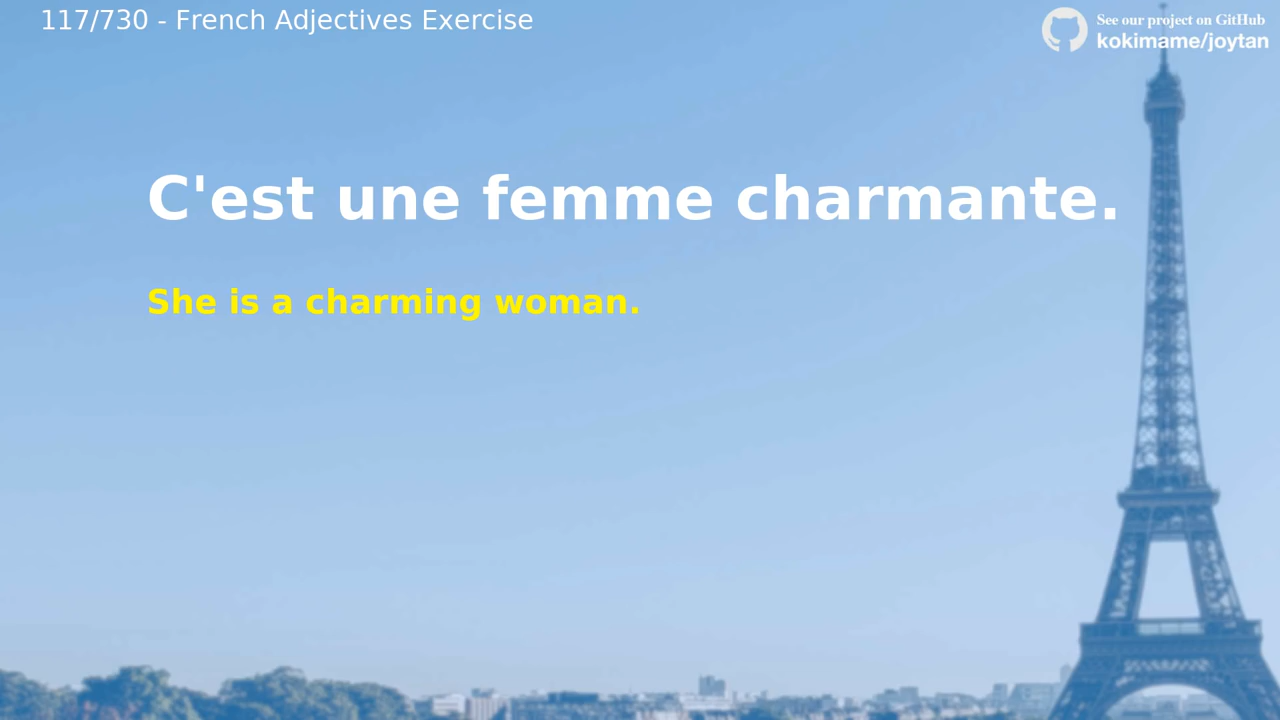 117/730 - French Adjectives Exercise
See our project on GitHub
kokimame/joytan
C'est une femme charmante.
She is a charming woman.